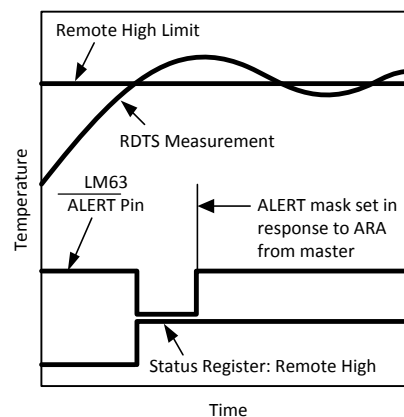 Remote High Limit
RDTS Measurement
LM63
ALERT Pin
ALERT mask set in
response to ARA
from master
Status Register: Remote High
Temperature
Time